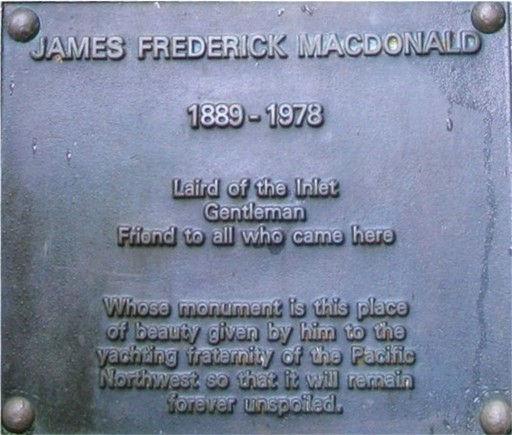 JAMES FREDERICK MACDONALD
1889 - 1978
Laird of the Inlet
Gentleman
Friend to all who came here
Whose monument is this place
of beauty given by him to the
yachting fraternity of the Pacific
Northwest so that it will remain
forever unspoiled.